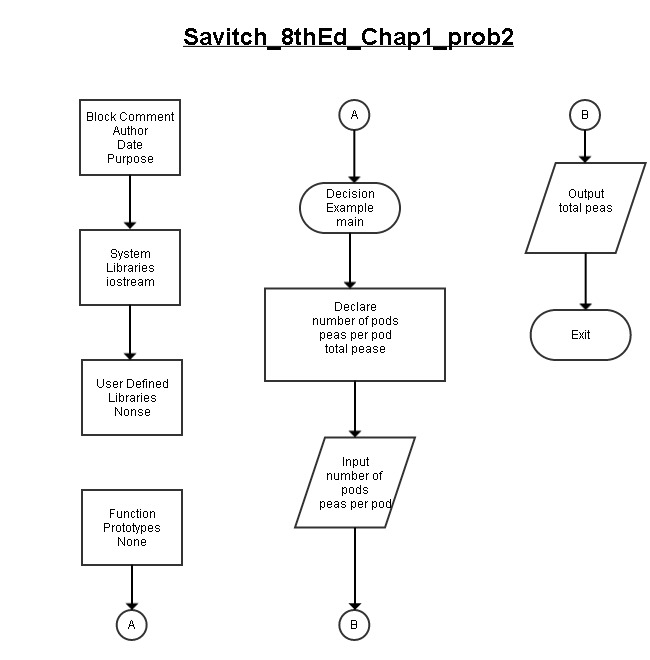 Savitch_8thEd_Chap1_prob2
Block Comment
Author
Date
Purpose
System
Libraries
iostream
User Defined
Libraries
Nonse
Function
Prototypes
None
A
A
Decision
Example
main
Declare
number of pods
peas per pod
total pease
Input
number of
pods
peas per pod
B
B
Output
total peas
Exit